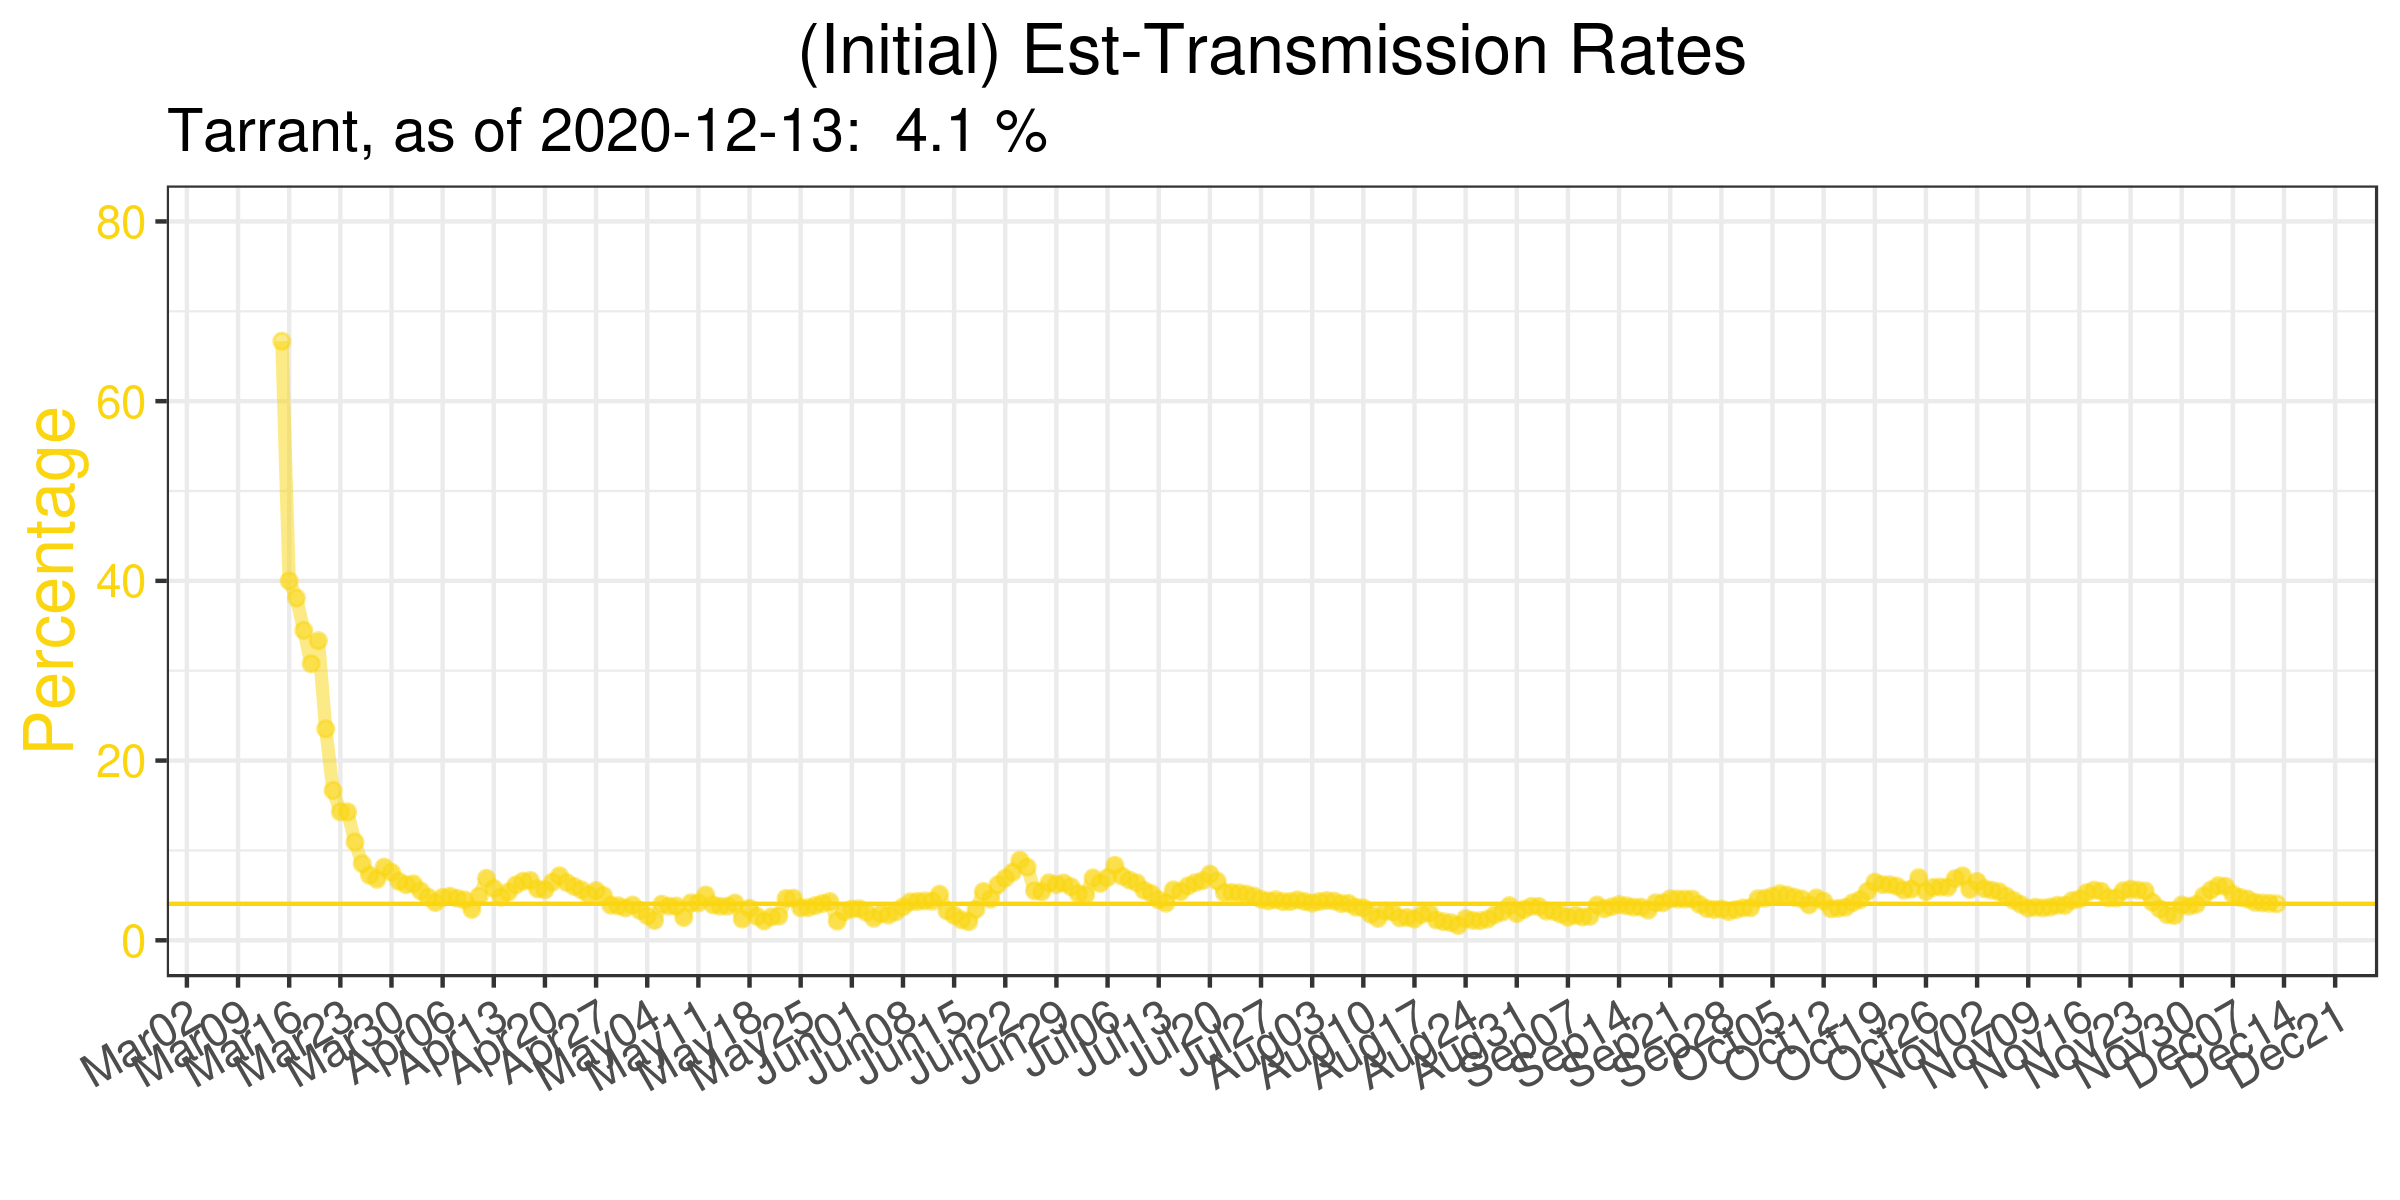 (Initial) Est-Transmission Rates
Tarrant, as of 2020-12-13:  4.1 %
Percentage
80
60
40
20
0
Mar02
Mar09
Mar16
Mar23
Mar30
Apr06
Apr13
Apr20
Apr27
May04
May11
May18
May25
Jun01
Jun08
Jun15
Jun22
Jun29
Jul06
Jul13
Jul20
Jul27
Aug03
Aug10
Aug17
Aug24
Aug31
Sep07
Sep14
Sep21
Sep28
Oct05
Oct12
Oct19
Oct26
Nov02
Nov09
Nov16
Nov23
Nov30
Dec07
Dec14
Dec21